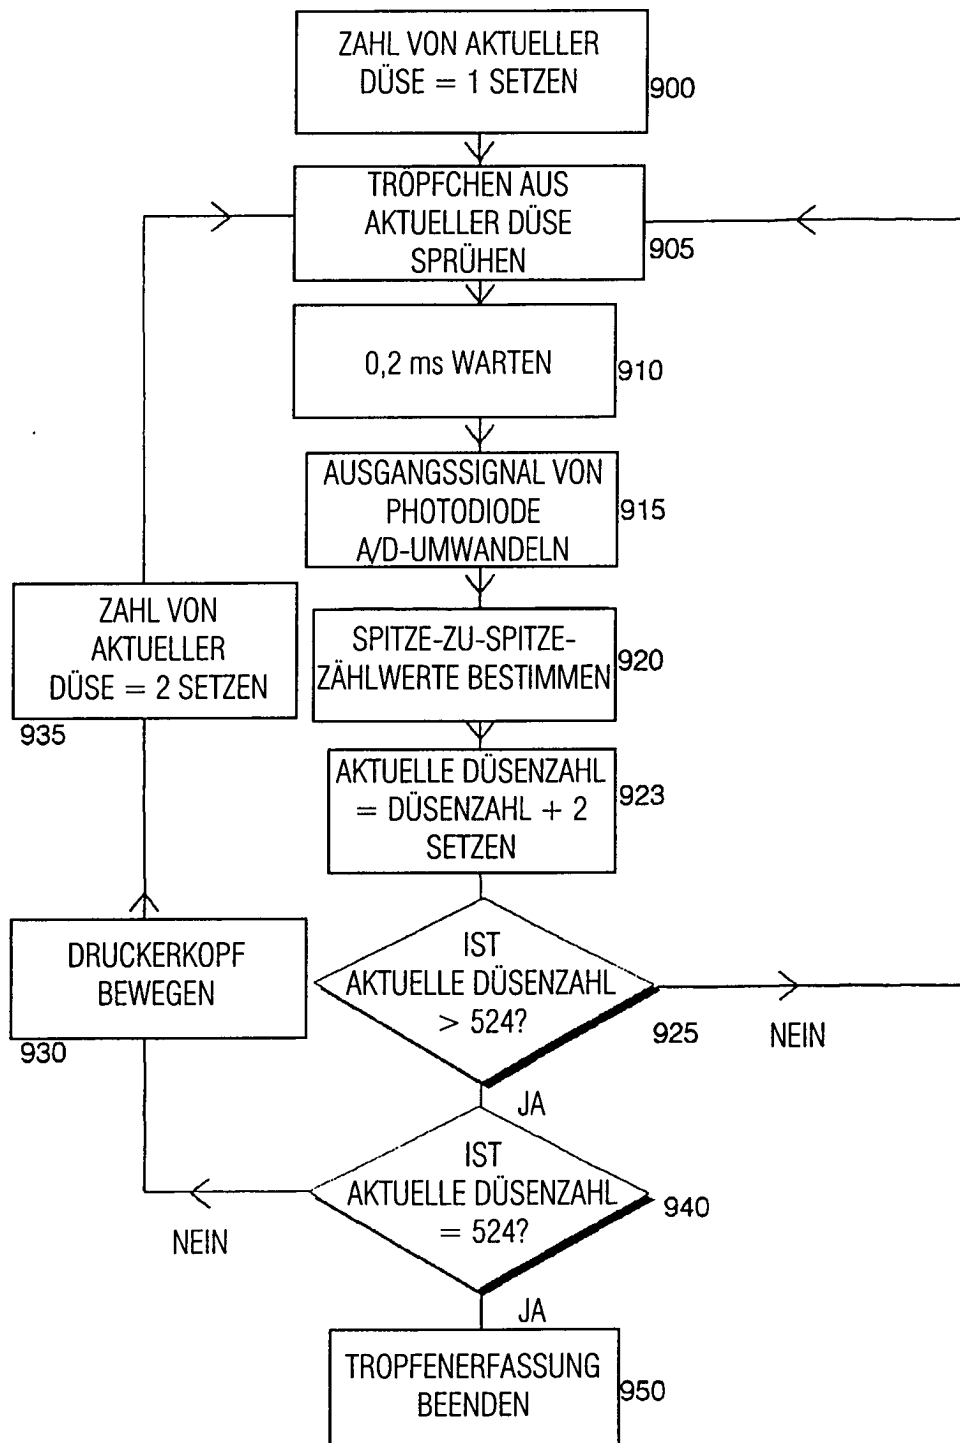 ZAHL VON AKTUELLER
DÜSE = 1 SETZEN
900
TRÖPFCHEN AUS
AKTUELLER DÜSE
SPRÜHEN
905
0,2 ms WARTEN
910
AUSGANGSSIGNAL VON
PHOTODIODE
A/D-UMWANDELN
915
SPITZE-ZU-SPITZE-
ZÄHLWERTE BESTIMMEN
920
ZAHL VON
AKTUELLER
DÜSE = 2 SETZEN
935
AKTUELLE DÜSENZAHL
= DÜSENZAHL + 2
SETZEN
923
DRUCKERKOPF
BEWEGEN
930
IST
AKTUELLE DÜSENZAHL
> 524?
925
NEIN
JA
IST
AKTUELLE DÜSENZAHL
= 524?
940
NEIN
JA
TROPFENERFASSUNG
BEENDEN
950